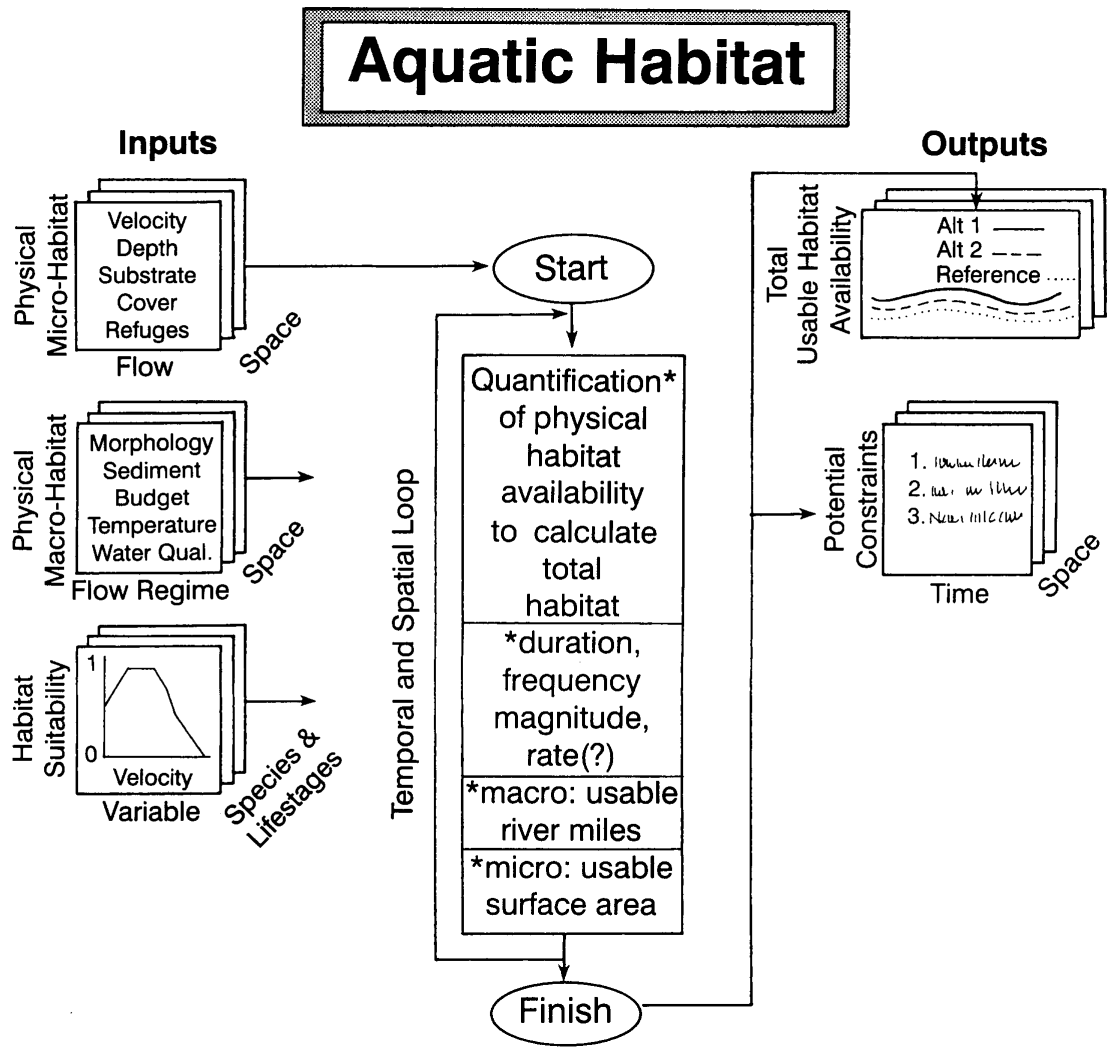 Aquatic Habitat
Inputs
Physical
Micro-Habitat
Velocity
Depth
Substrate
Cover
Refuges
Flow
Space
Physical
Macro-Habitat
Morphology
Sediment
Budget
Temperature
Water Qual.
Flow Regime
Space
Habitat
Suitability
1
0
Velocity
Variable
Species &
Lifestages
Temporal and Spatial Loop
Start
Quantification*
of physical
habitat
availability
to calculate
total
habitat
*duration,
frequency
magnitude,
rate(?)
*macro: usable
river miles
*micro: usable
surface area
Finish
Outputs
Total
Usable Habitat
Availability
Alt 1
Alt 2
Reference
Potential
Constraints
1.
2.
3.
Time
Space